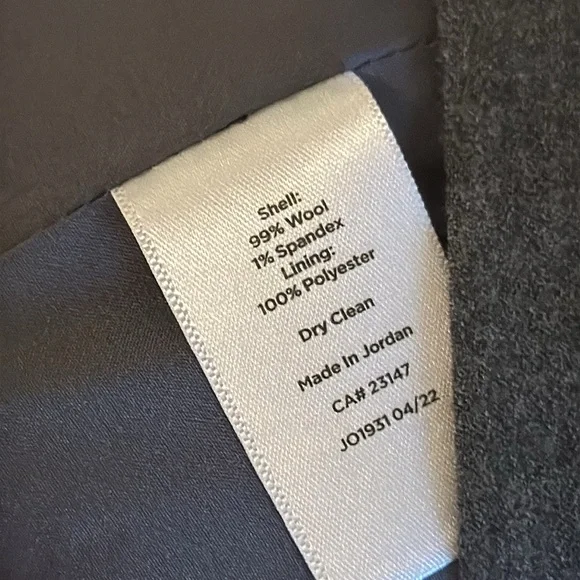 Shell:
99% Wool
1% Spandex
Lining:
100% Polyester
Dry Clean
Made In Jordan
CA# 23147
JO1931 04/22